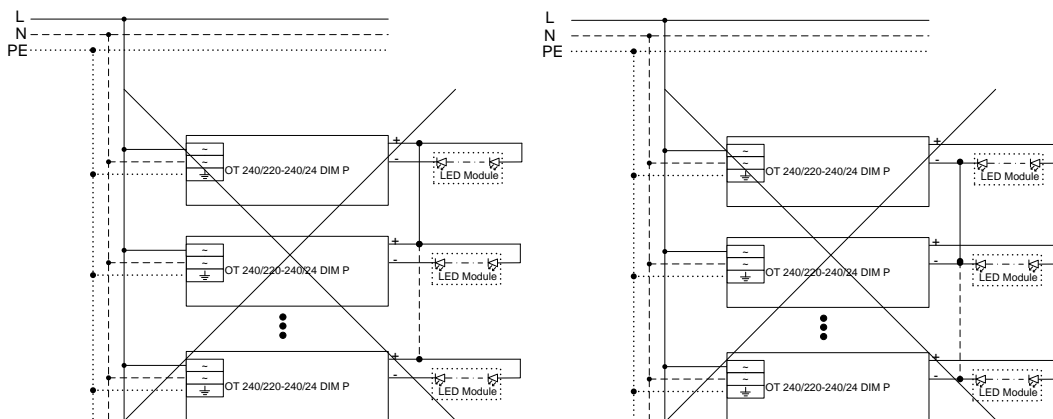 L
N
PE
+
~
~
OT 240/220-240/24 DIM P
-
LED Module
+
~
~
OT 240/220-240/24 DIM P
-
LED Module
+
~
~
OT 240/220-240/24 DIM P
-
LED Module
L
N
PE
+
~
~
OT 240/220-240/24 DIM P
-
LED Module
+
~
~
OT 240/220-240/24 DIM P
-
LED Module
+
~
~
OT 240/220-240/24 DIM P
-
LED Module